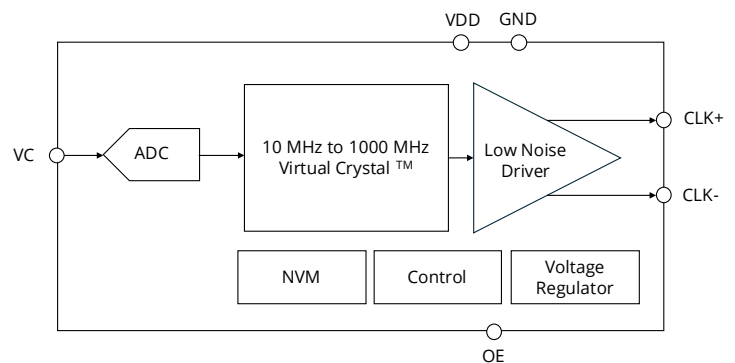 VDD GND
CLK+
VC
ADC
10 MHz to 1000 MHz
Virtual Crystal ™
Low Noise
Driver
CLK-
NVM
Control
Voltage
Regulator
OE